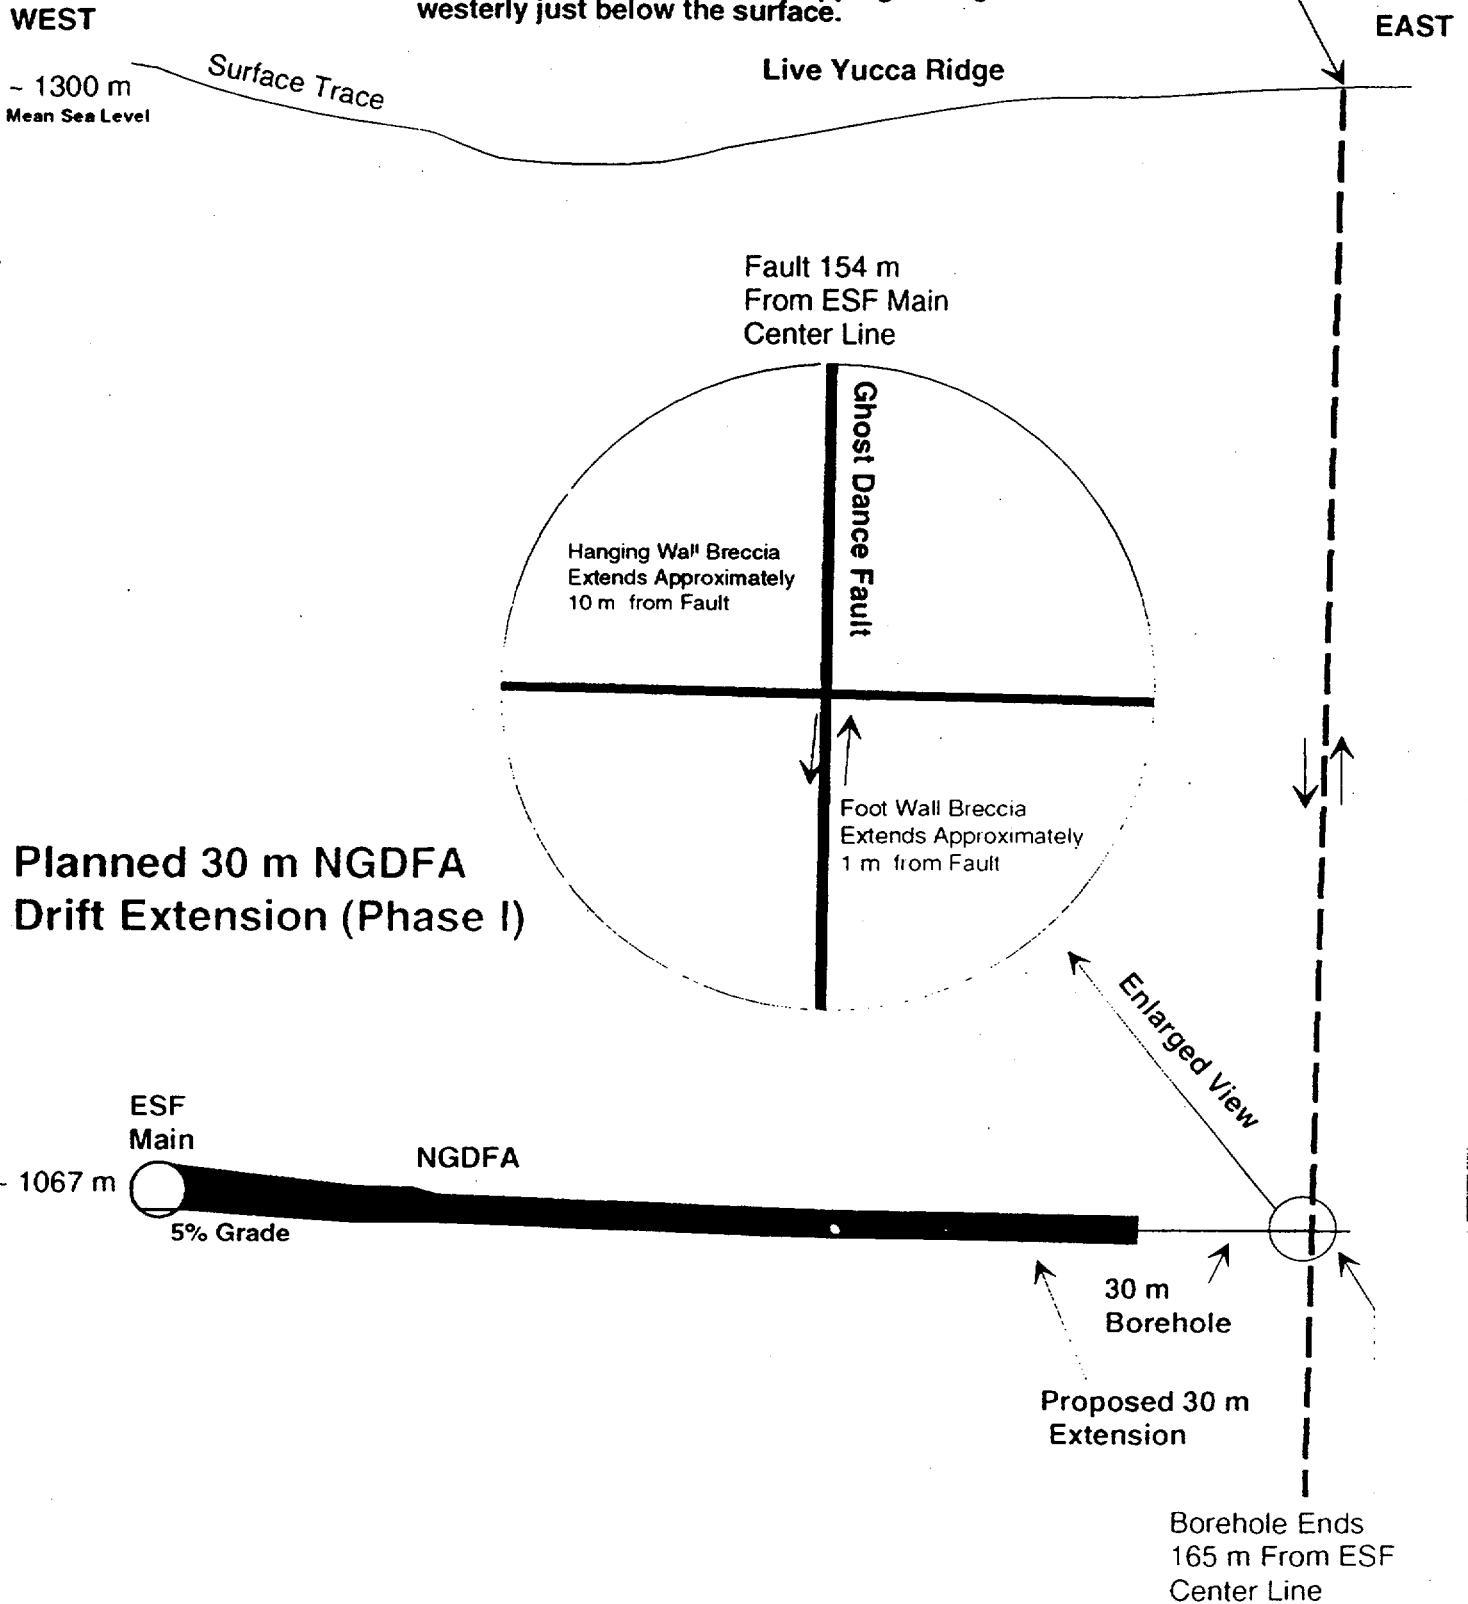 westerly just below the surface.
WEST
EAST
Live Yucca Ridge
Surface Trace
~ 1300 m
Mean Sea Level
Fault 154 m
From ESF Main
Center Line
Ghost Dance Fault
Hanging Wall Breccia
Extends Approximately
10 m from Fault
Foot Wall Breccia
Extends Approximately
1 m from Fault
Planned 30 m NGDFA
Drift Extension (Phase I)
Enlarged View
ESF
Main
NGDFA
- 1067 m
5% Grade
30 m
Borehole
Proposed 30 m
Extension
Borehole Ends
165 m From ESF
Center Line